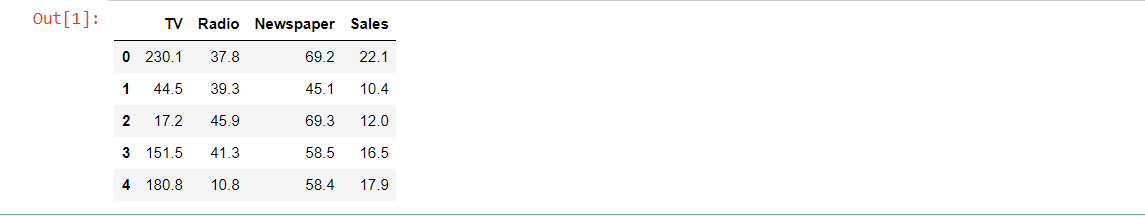 Out[1]:
TV Radio Newspaper Sales
0 230.1 37.8 69.2 22.1
1 44.5 39.3 45.1 10.4
2 17.2 45.9 69.3 12.0
3 151.5 41.3 58.5 16.5
4 180.8 10.8 58.4 17.9